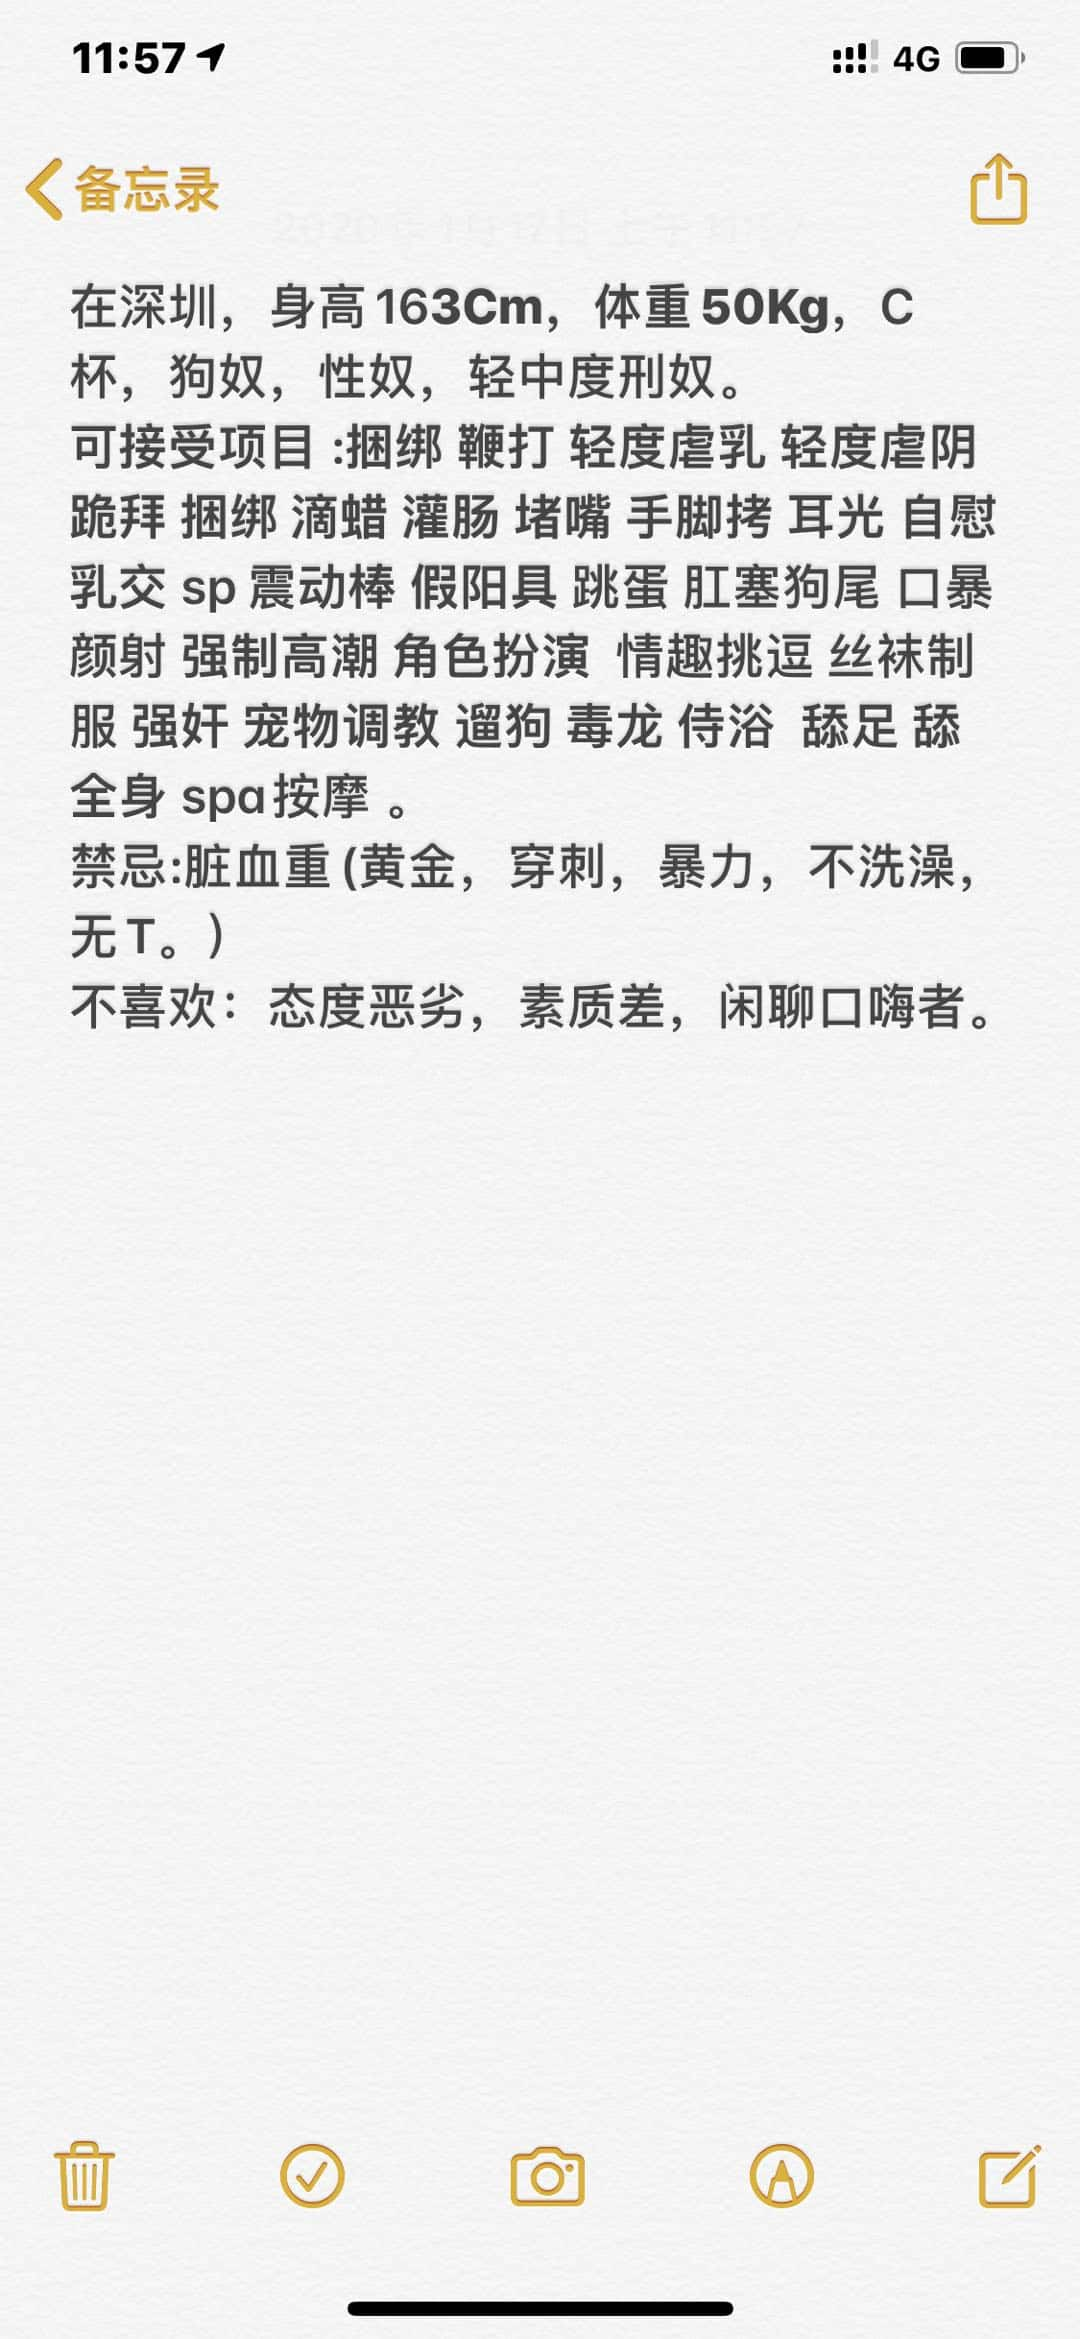 11:57
4G
备忘录
在深圳，身高163Cm，体重50Kg，C
杯，狗奴，性奴，轻中度刑奴。
可接受项目 :捆绑 鞭打 轻度虐乳 轻度虐阴
跪拜 捆绑 滴蜡 灌肠 堵嘴 手脚拷 耳光 自慰
乳交 sp 震动棒 假阳具 跳蛋 肛塞狗尾 口暴
颜射 强制高潮 角色扮演  情趣挑逗 丝袜制
服 强奸 宠物调教 遛狗 毒龙 侍浴  舔足 舔
全身 spa按摩 。
禁忌:脏血重(黄金，穿刺，暴力，不洗澡，
无T。)
不喜欢：态度恶劣，素质差，闲聊口嗨者。